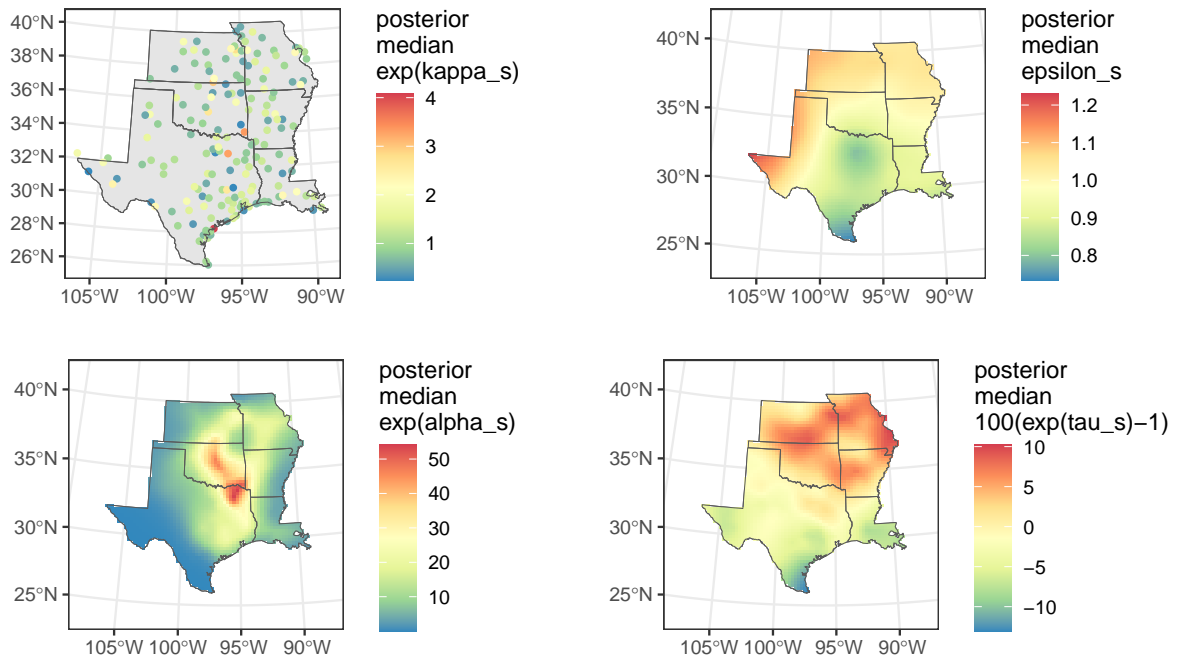 posterior
median
exp(kappa_s)
40°N
38°N
36°N
34°N
32°N
30°N
28°N
26°N
105°W 100°W 95°W 90°W
4
3
2
1
posterior
median
epsilon_s
40°N
35°N
30°N
25°N
105°W 100°W 95°W 90°W
1.2
1.1
1.0
0.9
0.8
posterior
median
exp(alpha_s)
40°N
35°N
30°N
25°N
105°W 100°W 95°W 90°W
50
40
30
20
10
posterior
median
100(exp(tau_s)−1)
40°N
35°N
30°N
25°N
105°W 100°W 95°W 90°W
10
5
0
−5
−10